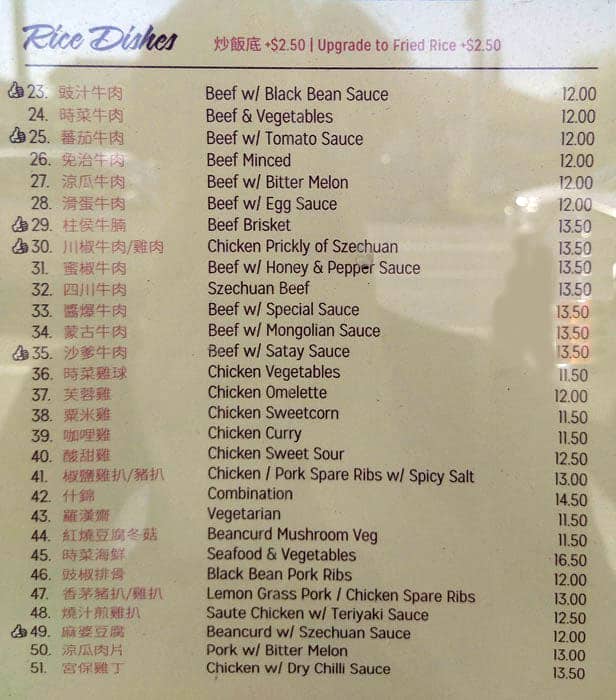 Rice Dishes 炒飯底 +$2.50 | Upgrade to Fried Rice +$2.50
23. 豉汁牛肉 Beef w/ Black Bean Sauce 12.00
24. 時菜牛肉 Beef & Vegetables 12.00
25. 蕃茄牛肉 Beef w/ Tomato Sauce 12.00
26. 免治牛肉 Beef Minced 12.00
27. 涼瓜牛肉 Beef w/ Bitter Melon 12.00
28. 滑蛋牛肉 Beef w/ Egg Sauce 12.00
29. 柱侯牛腩 Beef Brisket 13.50
30. 川椒牛肉/雞肉 Chicken Prickly of Szechuan 13.50
31. 蜜椒牛肉 Beef w/ Honey & Pepper Sauce 13.50
32. 四川牛肉 Szechuan Beef 13.50
33. 醬爆牛肉 Beef w/ Special Sauce 13.50
34. 蒙古牛肉 Beef w/ Mongolian Sauce 13.50
35. 沙爹牛肉 Beef w/ Satay Sauce 13.50
36. 時菜雞球 Chicken Vegetables 11.50
37. 芙蓉雞 Chicken Omelette 12.00
38. 粟米雞 Chicken Sweetcorn 11.50
39. 咖哩雞 Chicken Curry 11.50
40. 酸甜雞 Chicken Sweet Sour 12.50
41. 椒鹽雞扒/豬扒 Chicken / Pork Spare Ribs w/ Spicy Salt 13.00
42. 什錦 Combination 14.50
43. 羅漢齋 Vegetarian 11.50
44. 紅燒豆腐冬菇 Beancurd Mushroom Veg 11.50
45. 時菜海鮮 Seafood & Vegetables 16.50
46. 豉椒排骨 Black Bean Pork Ribs 12.00
47. 香茅豬扒/雞扒 Lemon Grass Pork / Chicken Spare Ribs 13.00
48. 燒汁煎雞扒 Saute Chicken w/ Teriyaki Sauce 12.50
49. 麻婆豆腐 Beancurd w/ Szechuan Sauce 12.00
50. 涼瓜肉片 Pork w/ Bitter Melon 13.00
51. 宮保雞丁 Chicken w/ Dry Chilli Sauce 13.50